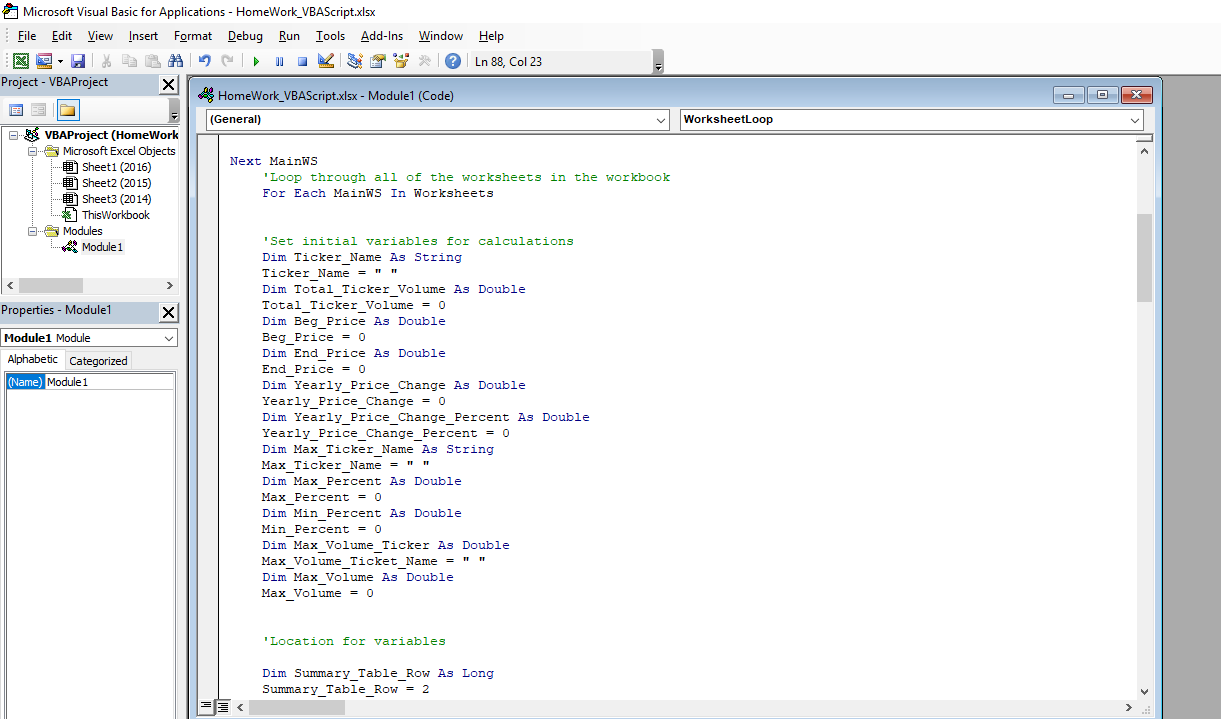 Microsoft Visual Basic for Applications - HomeWork_VBAScript.xlsx
File Edit View Insert Format Debug Run Tools Add-Ins Window Help
Ln 88, Col 23
Project - VBAProject
VBAProject (HomeWork
Microsoft Excel Objects
Sheet1 (2016)
Sheet2 (2015)
Sheet3 (2014)
ThisWorkbook
Modules
Module1
Properties - Module1
Module1 Module
Alphabetic Categorized
(Name) Module1
HomeWork_VBAScript.xlsx - Module1 (Code)
(General) WorksheetLoop
Next MainWS
'Loop through all of the worksheets in the workbook
For Each MainWS In Worksheets
'Set initial variables for calculations
Dim Ticker_Name As String
Ticker_Name = " "
Dim Total_Ticker_Volume As Double
Total_Ticker_Volume = 0
Dim Beg_Price As Double
Beg_Price = 0
Dim End_Price As Double
End_Price = 0
Dim Yearly_Price_Change As Double
Yearly_Price_Change = 0
Dim Yearly_Price_Change_Percent As Double
Yearly_Price_Change_Percent = 0
Dim Max_Ticker_Name As String
Max_Ticker_Name = " "
Dim Max_Percent As Double
Max_Percent = 0
Dim Min_Percent As Double
Min_Percent = 0
Dim Max_Volume_Ticker As Double
Max_Volume_Ticket_Name = " "
Dim Max_Volume As Double
Max_Volume = 0
'Location for variables
Dim Summary_Table_Row As Long
Summary_Table_Row = 2